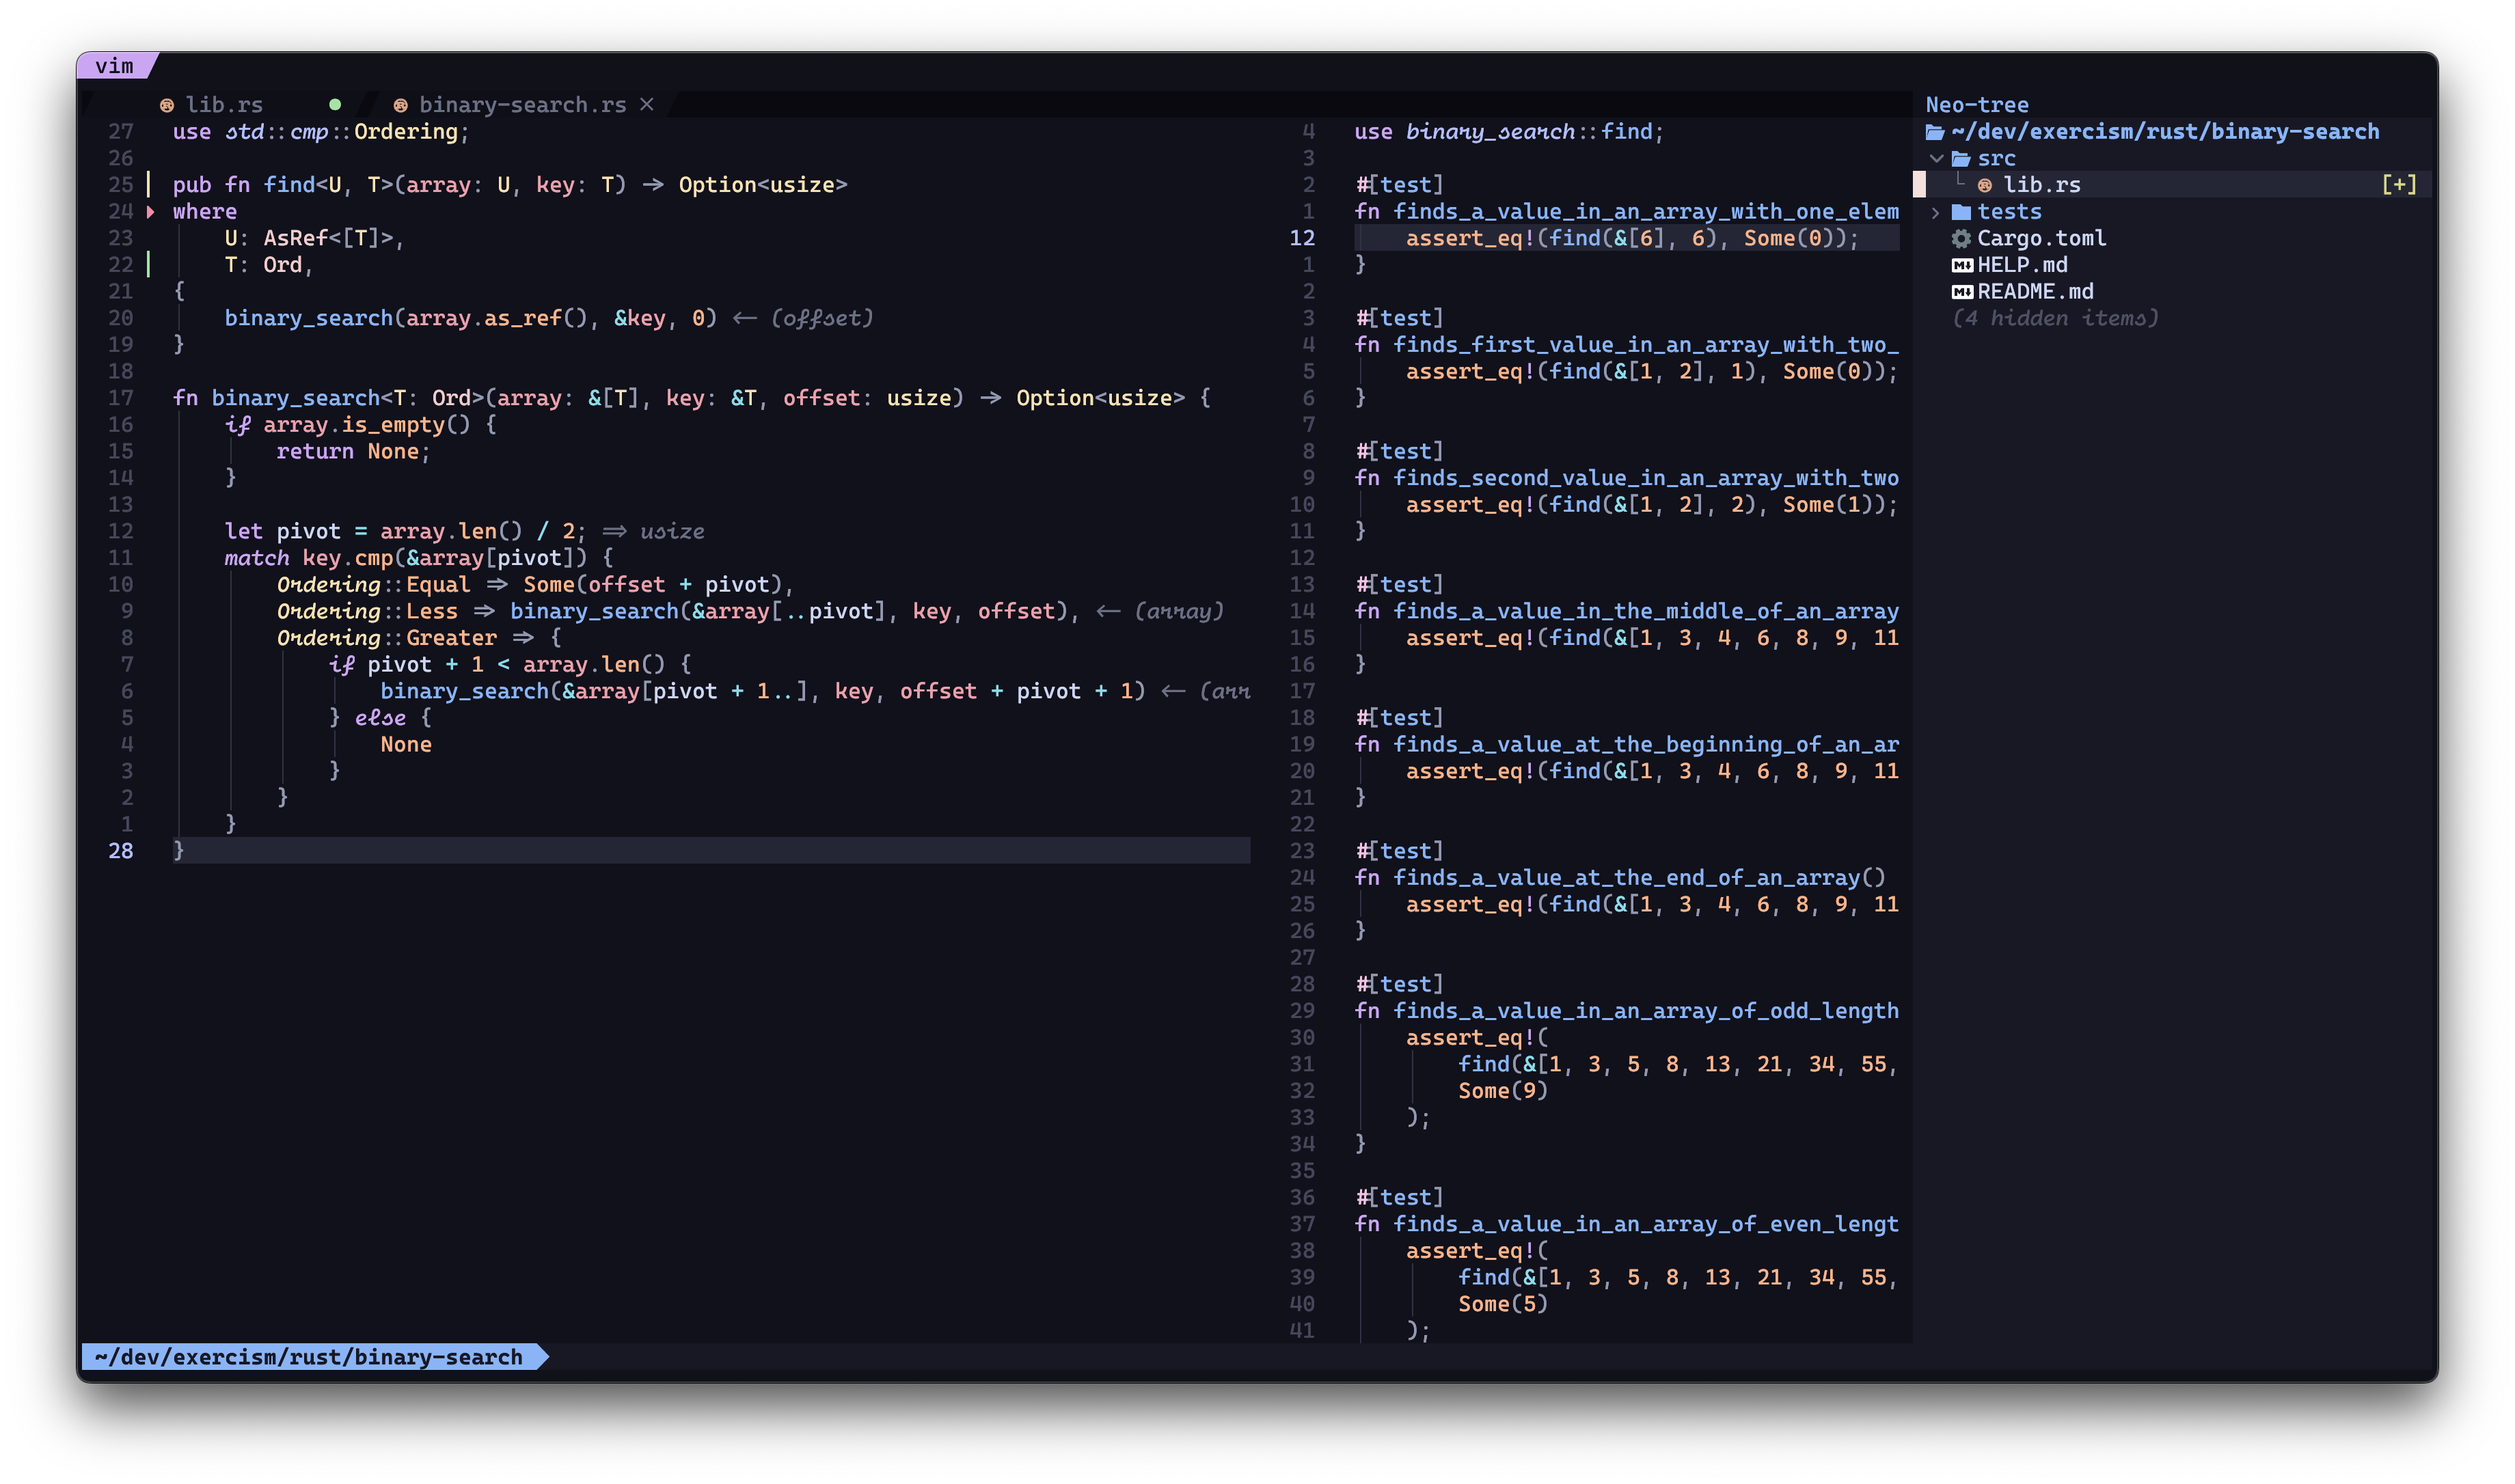 vim
lib.rs ● binary-search.rs ×
27 use std::cmp::Ordering;
26
25 pub fn find<U, T>(array: U, key: T) -> Option<usize>
24 where
23     U: AsRef<[T]>,
22     T: Ord,
21 {
20     binary_search(array.as_ref(), &key, 0) <- (offset)
19 }
18
17 fn binary_search<T: Ord>(array: &[T], key: &T, offset: usize) -> Option<usize> {
16     if array.is_empty() {
15         return None;
14     }
13
12     let pivot = array.len() / 2; => usize
11     match key.cmp(&array[pivot]) {
10         Ordering::Equal => Some(offset + pivot),
9         Ordering::Less => binary_search(&array[..pivot], key, offset), <- (array)
8         Ordering::Greater => {
7             if pivot + 1 < array.len() {
6                 binary_search(&array[pivot + 1..], key, offset + pivot + 1) <- (arr
5             } else {
4                 None
3             }
2         }
1     }
28 }
4 use binary_search::find;
3
2 #[test]
1 fn finds_a_value_in_an_array_with_one_elem
12     assert_eq!(find(&[6], 6), Some(0));
1 }
2
3 #[test]
4 fn finds_first_value_in_an_array_with_two_
5     assert_eq!(find(&[1, 2], 1), Some(0));
6 }
7
8 #[test]
9 fn finds_second_value_in_an_array_with_two
10     assert_eq!(find(&[1, 2], 2), Some(1));
11 }
12
13 #[test]
14 fn finds_a_value_in_the_middle_of_an_array
15     assert_eq!(find(&[1, 3, 4, 6, 8, 9, 11
16 }
17
18 #[test]
19 fn finds_a_value_at_the_beginning_of_an_ar
20     assert_eq!(find(&[1, 3, 4, 6, 8, 9, 11
21 }
22
23 #[test]
24 fn finds_a_value_at_the_end_of_an_array()
25     assert_eq!(find(&[1, 3, 4, 6, 8, 9, 11
26 }
27
28 #[test]
29 fn finds_a_value_in_an_array_of_odd_length
30     assert_eq!(
31         find(&[1, 3, 5, 8, 13, 21, 34, 55,
32         Some(9)
33     );
34 }
35
36 #[test]
37 fn finds_a_value_in_an_array_of_even_lengt
38     assert_eq!(
39         find(&[1, 3, 5, 8, 13, 21, 34, 55,
40         Some(5)
41     );
Neo-tree
~/dev/exercism/rust/binary-search
src
lib.rs [+]
tests
Cargo.toml
HELP.md
README.md
(4 hidden items)
~/dev/exercism/rust/binary-search